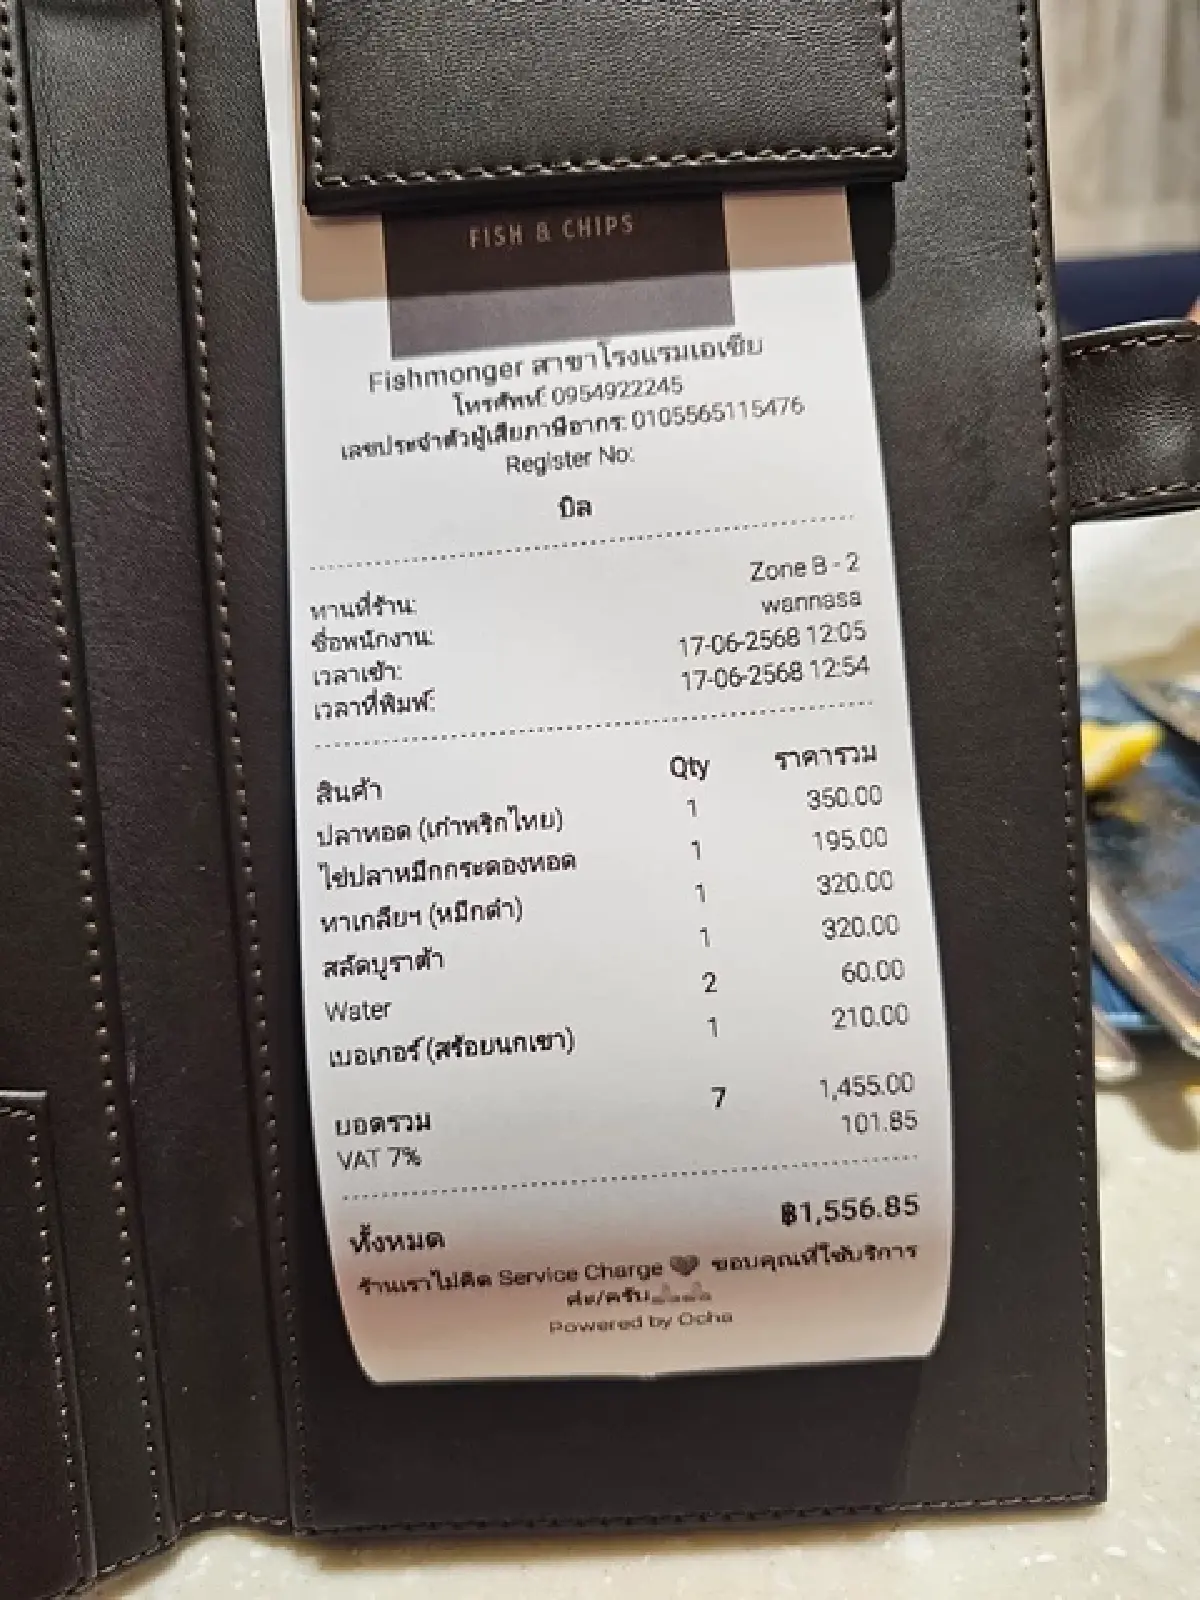 FISH & CHIPS
Fishmonger สาขาโรงแรมเอเชีย
โทรศัพท์: 0954922245
เลขประจำตัวผู้เสียภาษีอากร: 0105565115476
Register No:
บิล
ทานที่ร้าน: Zone B - 2
ชื่อพนักงาน: wannasa
เวลาเข้า: 17-06-2568 12:05
เวลาที่พิมพ์: 17-06-2568 12:54
สินค้า Qty ราคารวม
ปลาทอด (เก๋าพริกไทย) 1 350.00
ไข่ปลาหมึกกระดองทอด 1 195.00
ทาเกลียฯ (หมึกดำ) 1 320.00
สลัดบูราต้า 1 320.00
Water 2 60.00
เบอเกอร์ (สร้อยนกเขา) 1 210.00
ยอดรวม 7 1,455.00
VAT 7% 101.85
ทั้งหมด ฿1,556.85
ร้านเราไม่คิด Service Charge 🖤 ขอบคุณที่ใช้บริการ
ค่ะ/ครับ🙏🏻🙏🏻
Powered by Ocha